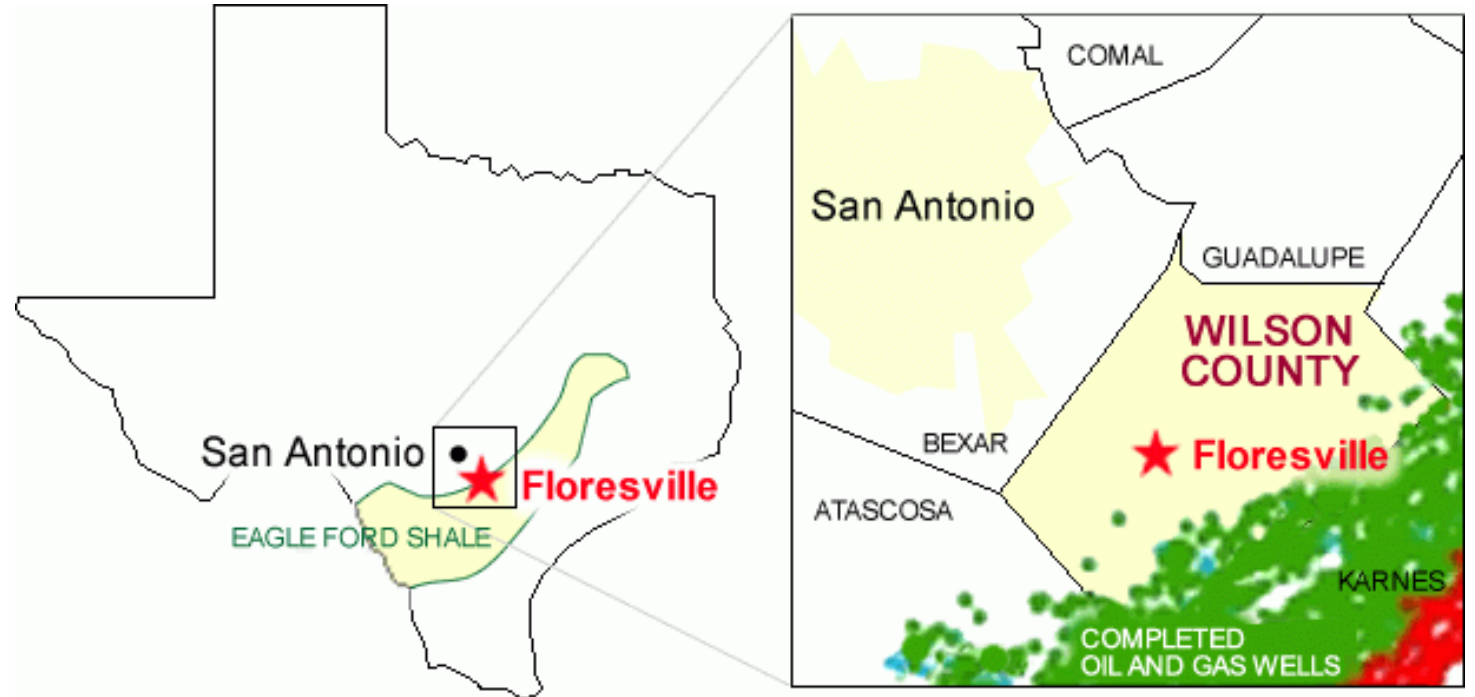 San Antonio
Floresville
EAGLE FORD SHALE
COMAL
San Antonio
GUADALUPE
WILSON
COUNTY
BEXAR
Floresville
ATASCOSA
KARNES
COMPLETED
OIL AND GAS WELLS